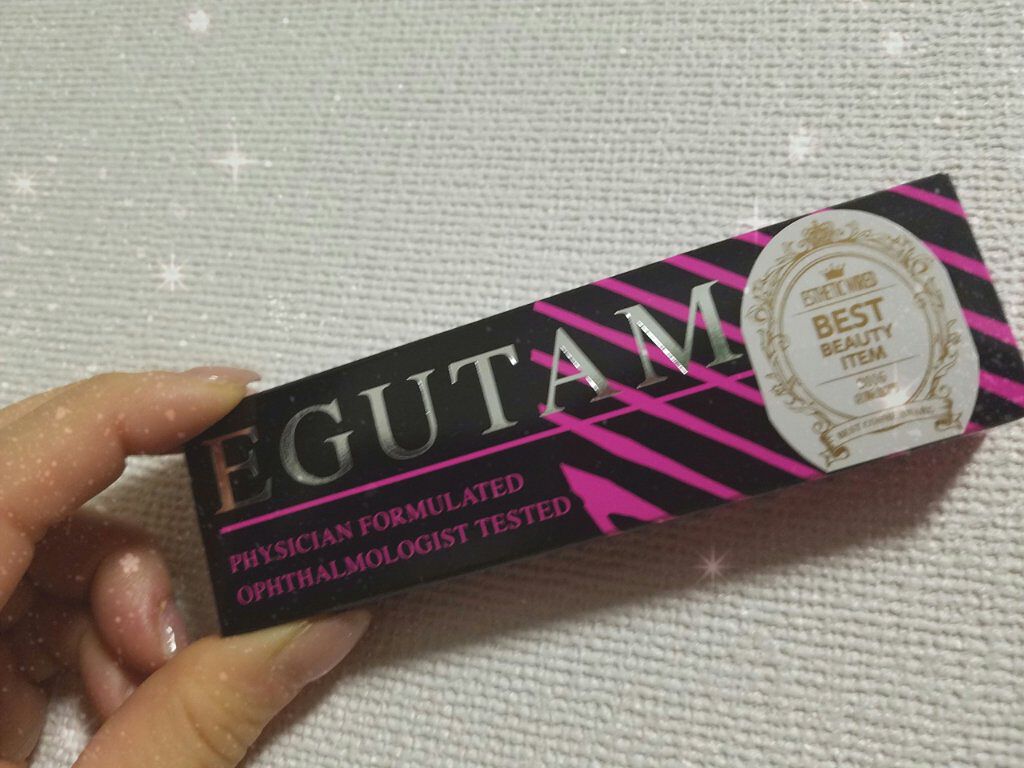 EGUTAM
PHYSICIAN FORMULATED
OPHTHALMOLOGIST TESTED
BEST
BEAUTY
ITEM